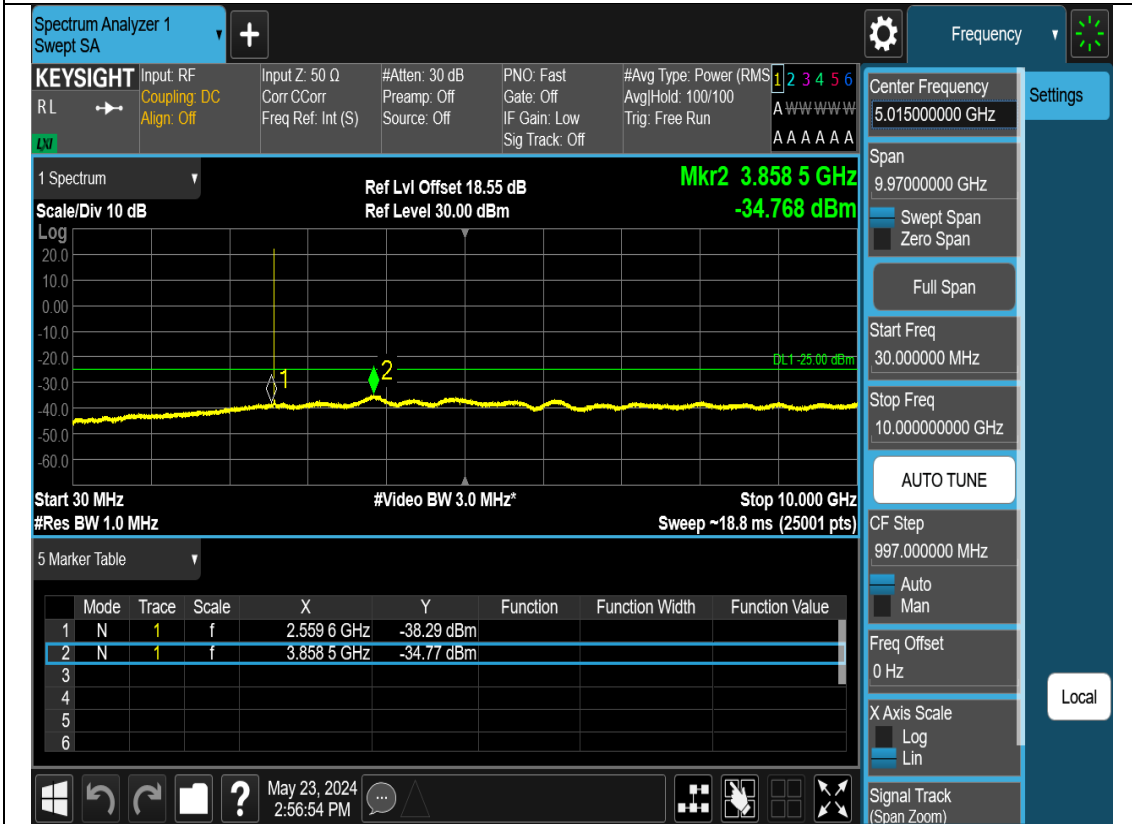 Spectrum Analyzer 1
Swept SA
Frequency
KEYSIGHT
R L
LXI
Input: RF
Coupling: DC
Align: Off
Input Z: 50 Ω
Corr CCorr
Freq Ref: Int (S)
#Atten: 30 dB
Preamp: Off
Source: Off
PNO: Fast
Gate: Off
IF Gain: Low
Sig Track: Off
#Avg Type: Power (RMS
Avg|Hold: 100/100
Trig: Free Run
1 2 3 4 5 6
A W W W W W
A A A A A A
1 Spectrum
Scale/Div 10 dB
Ref Lvl Offset 18.55 dB
Ref Level 30.00 dBm
Mkr2 3.858 5 GHz
-34.768 dBm
Log
20.0
10.0
0.00
-10.0
-20.0
-30.0
-40.0
-50.0
-60.0
DL1 -25.00 dBm
1
2
Start 30 MHz
#Video BW 3.0 MHz*
Stop 10.000 GHz
#Res BW 1.0 MHz
Sweep ~18.8 ms (25001 pts)
5 Marker Table
Mode Trace Scale X Y Function Function Width Function Value
1 N 1 f 2.559 6 GHz -38.29 dBm
2 N 1 f 3.858 5 GHz -34.77 dBm
3
4
5
6
May 23, 2024
2:56:54 PM
Center Frequency
5.015000000 GHz
Settings
Span
9.97000000 GHz
Swept Span
Zero Span
Full Span
Start Freq
30.000000 MHz
Stop Freq
10.000000000 GHz
AUTO TUNE
CF Step
997.000000 MHz
Auto
Man
Freq Offset
0 Hz
X Axis Scale
Log
Lin
Signal Track
(Span Zoom)
Local